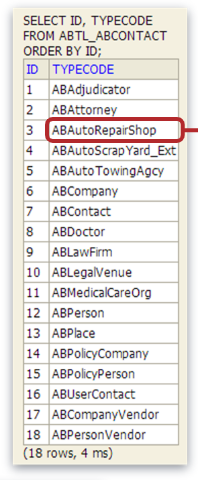 SELECT ID, TYPECODE
FROM ABTL_ABCONTACT
ORDER BY ID;
ID TYPECODE
1 ABAdjudicator
2 ABAttorney
3 ABAutoRepairShop
4 ABAutoScrapYard_Ext
5 ABAutoTowingAgcy
6 ABCompany
7 ABContact
8 ABDoctor
9 ABLawFirm
10 ABLegalVenue
11 ABMedicalCareOrg
12 ABPerson
13 ABPlace
14 ABPolicyCompany
15 ABPolicyPerson
16 ABUserContact
17 ABCompanyVendor
18 ABPersonVendor
(18 rows, 4 ms)